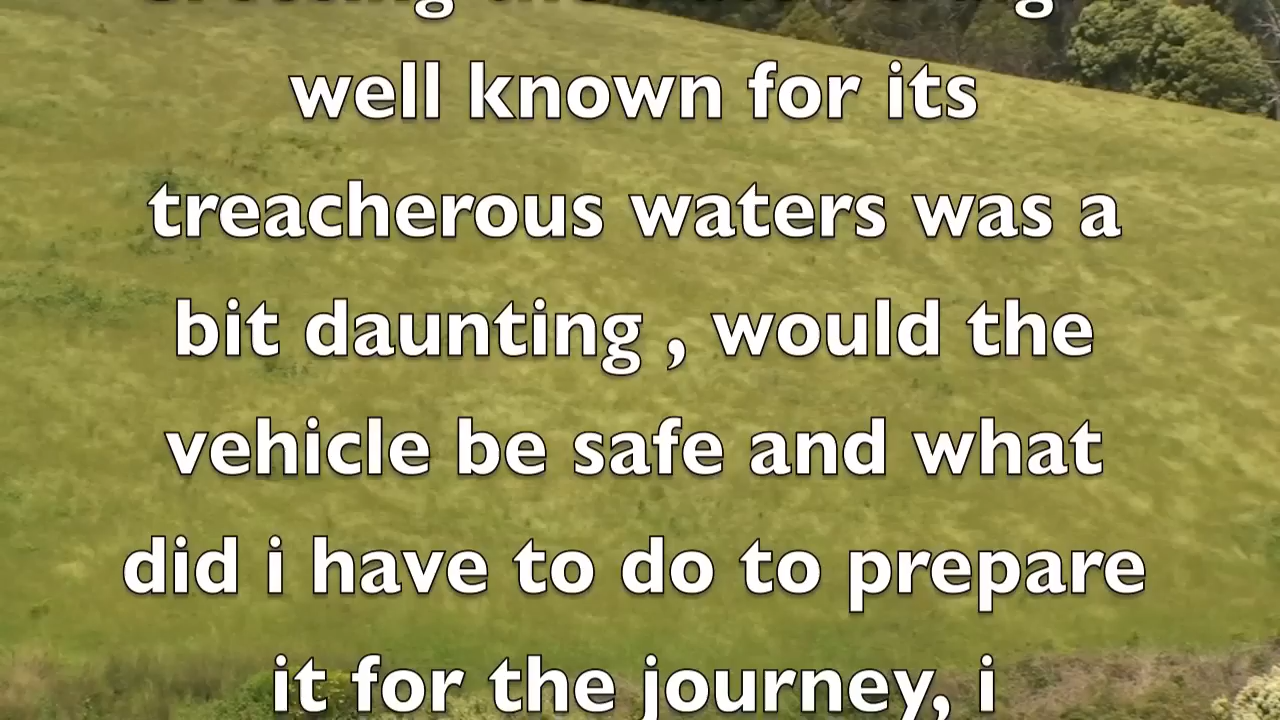 well known for its
treacherous waters was a
bit daunting , would the
vehicle be safe and what
did i have to do to prepare
it for the journey, i